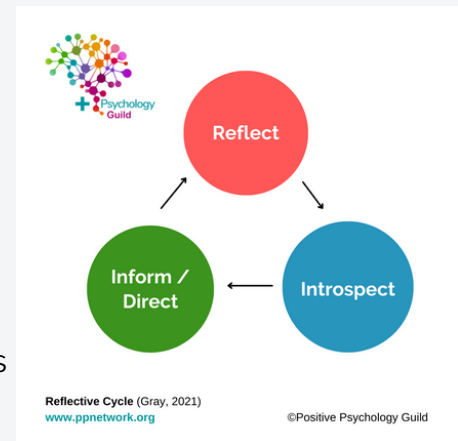 + Psychology
Guild
Reflect
Inform /
Direct
Introspect
s
Reflective Cycle (Gray, 2021)
www.ppnetwork.org
©Positive Psychology Guild